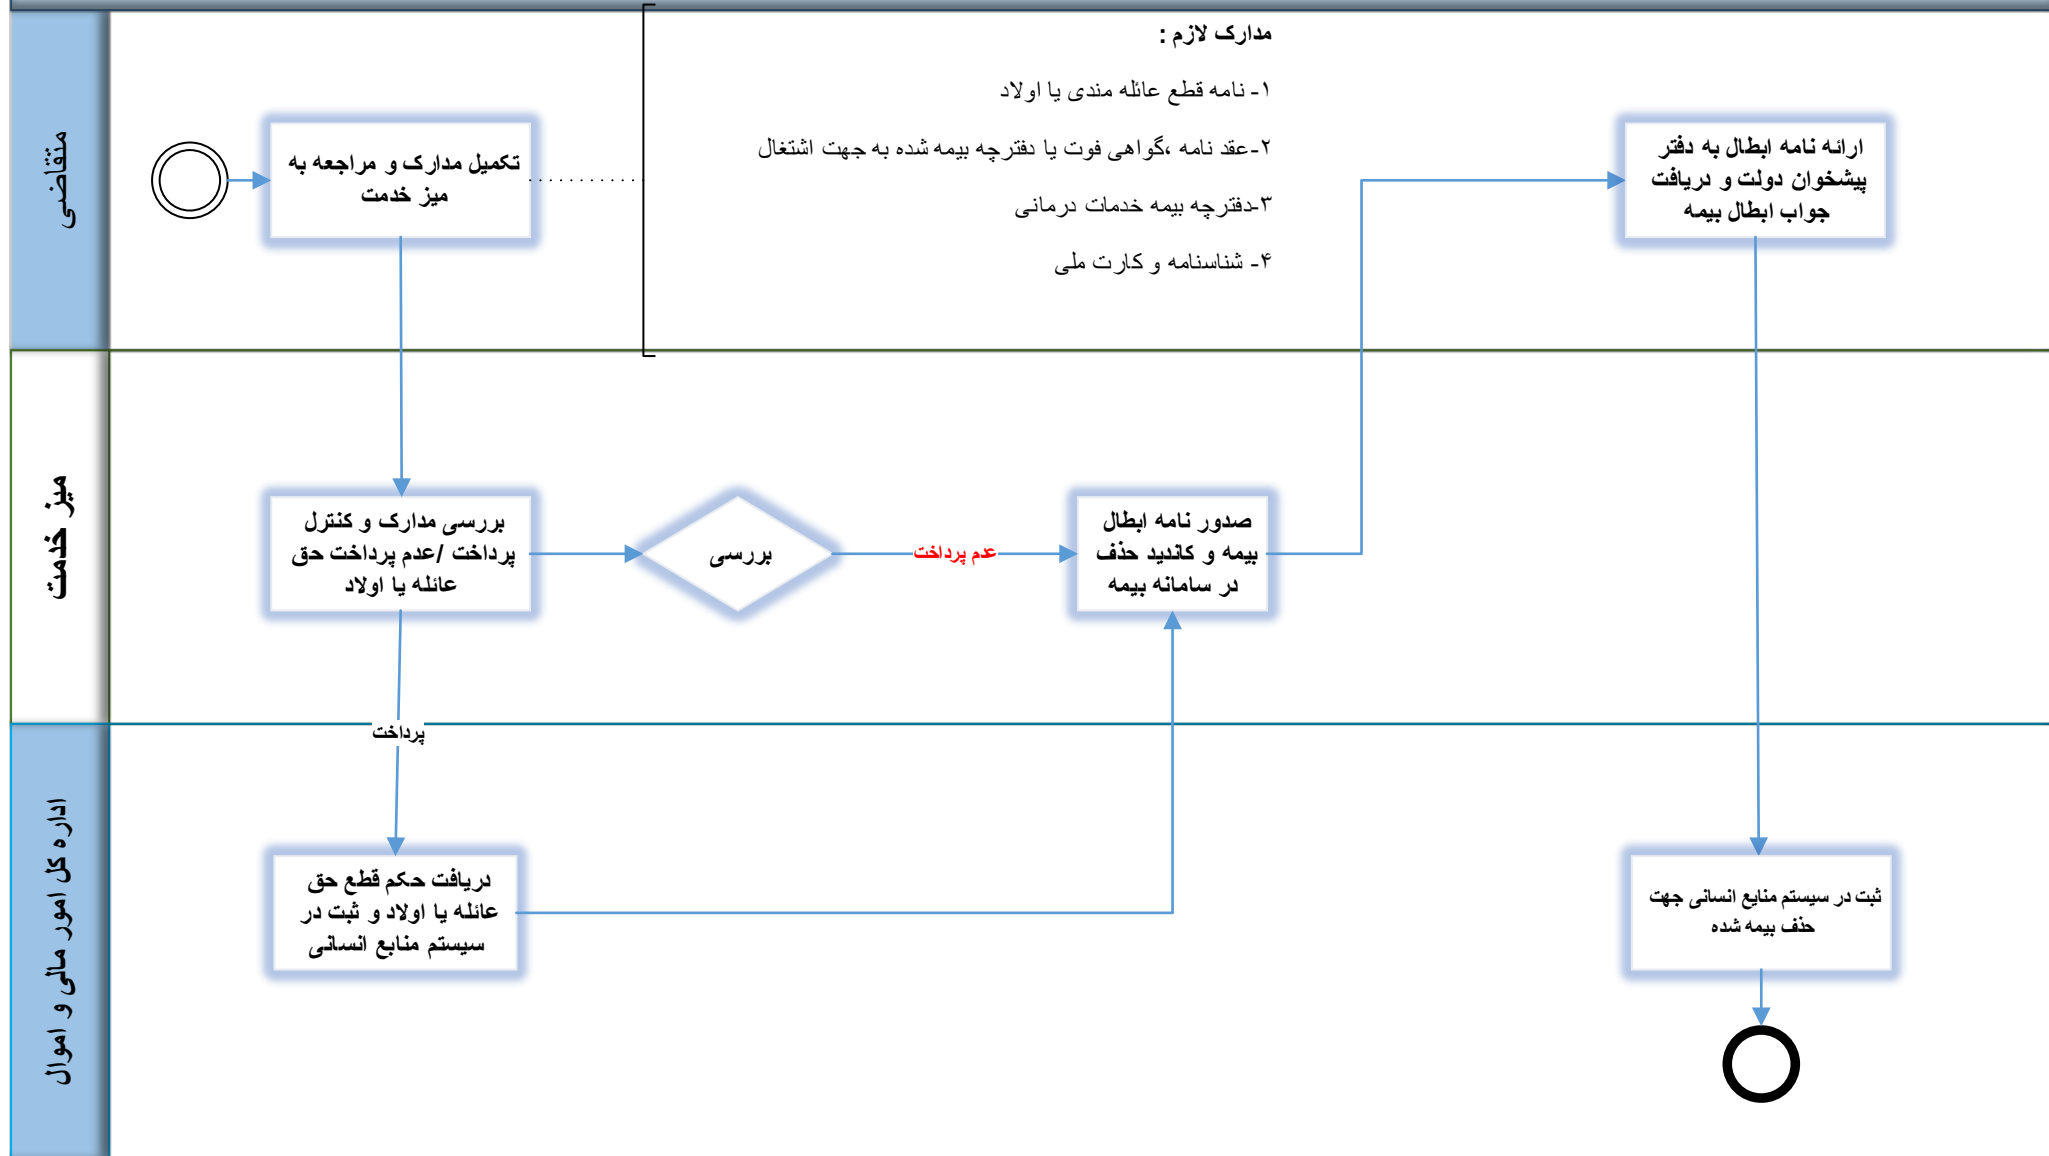 متقاضی
تکمیل مدارک و مراجعه به
میز خدمت
مدارک لازم :
۱- نامه قطع عائله مندی یا اولاد
۲-عقد نامه ،گواهی فوت یا دفترچه بیمه شده به جهت اشتغال
۳-دفترچه بیمه خدمات درمانی
۴- شناسنامه و کارت ملی
ارائه نامه ابطال به دفتر
پیشخوان دولت و دریافت
جواب ابطال بیمه
میز خدمت
بررسی مدارک و کنترل
پرداخت /عدم پرداخت حق
عائله یا اولاد
بررسی
عدم پرداخت
صدور نامه ابطال
بیمه و کاندید حذف
در سامانه بیمه
پرداخت
اداره کل امور مالی و اموال
دریافت حکم قطع حق
عائله یا اولاد و ثبت در
سیستم منابع انسانی
ثبت در سیستم منایع انسانی جهت
حذف بیمه شده